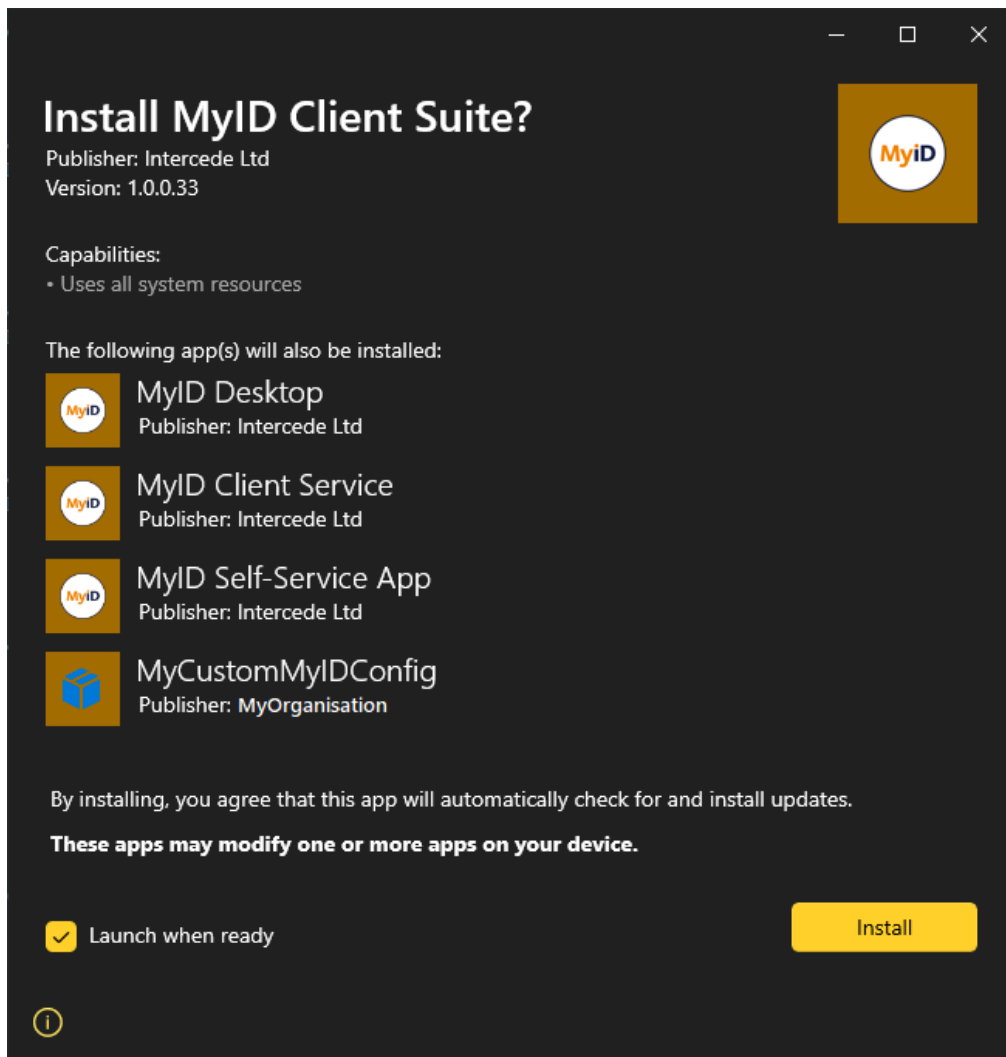 Install MyID Client Suite?
Publisher: Intercede Ltd
Version: 1.0.0.33
MyiD
Capabilities:
• Uses all system resources
The following app(s) will also be installed:
MyiD
MyID Desktop
Publisher: Intercede Ltd
MyiD
MyID Client Service
Publisher: Intercede Ltd
MyiD
MyID Self-Service App
Publisher: Intercede Ltd
MyCustomMyIDConfig
Publisher: MyOrganisation
By installing, you agree that this app will automatically check for and install updates.
These apps may modify one or more apps on your device.
Launch when ready
Install